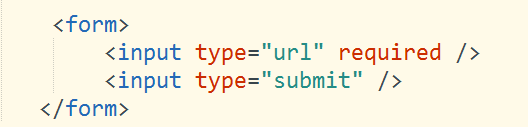 <form>
<input type="url" required />
<input type="submit" />
</form>